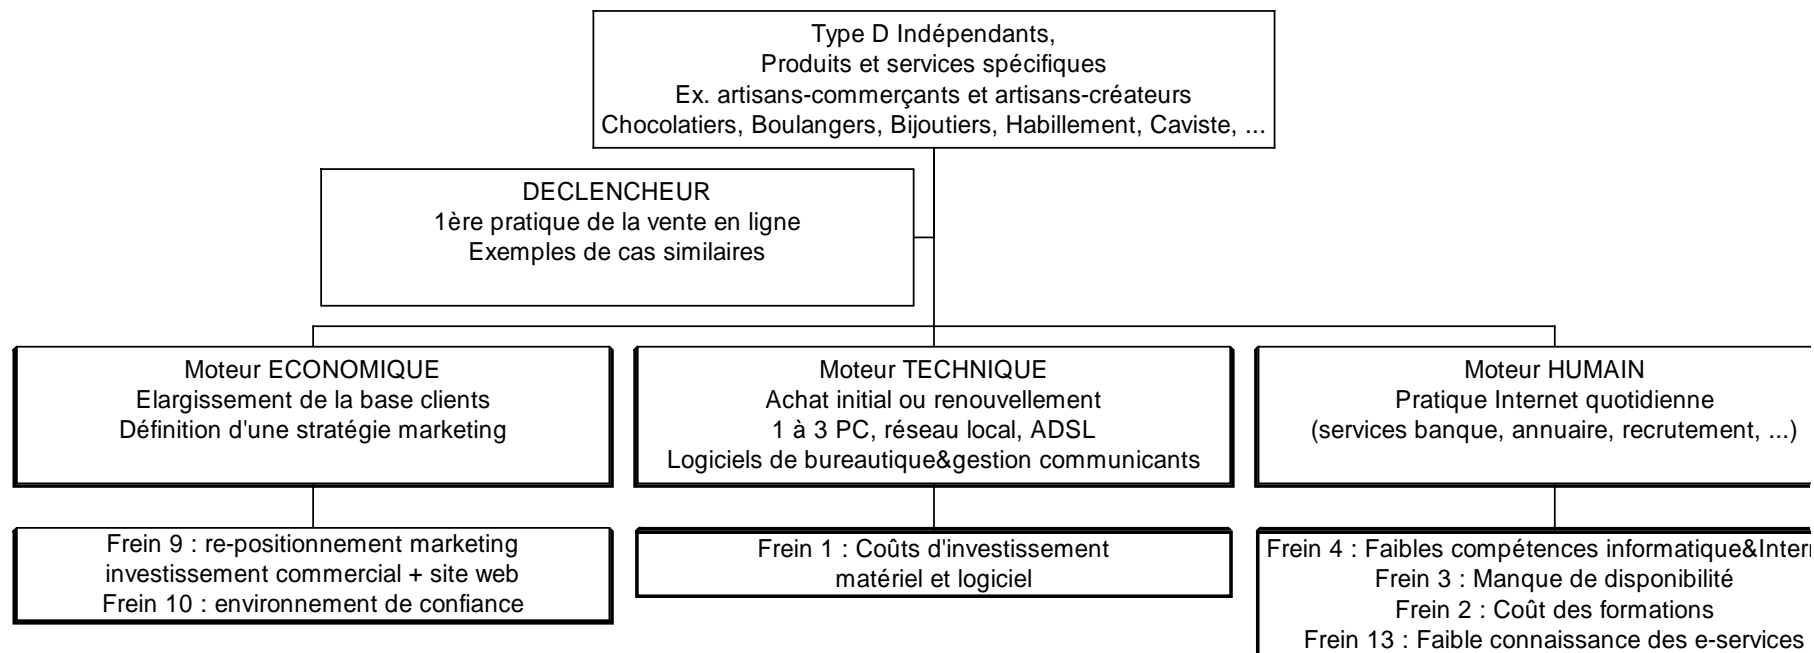 Type D Indépendants,
Produits et services spécifiques
Ex. artisans-commerçants et artisans-créateurs
Chocolatiers, Boulangers, Bijoutiers, Habillement, Caviste, ...
DECLENCHEUR
1ère pratique de la vente en ligne
Exemples de cas similaires
Moteur ECONOMIQUE
Elargissement de la base clients
Définition d'une stratégie marketing
Moteur TECHNIQUE
Achat initial ou renouvellement
1 à 3 PC, réseau local, ADSL
Logiciels de bureautique&gestion communicants
Moteur HUMAIN
Pratique Internet quotidienne
(services banque, annuaire, recrutement, ...)
Frein 9 : re-positionnement marketing
investissement commercial + site web
Frein 10 : environnement de confiance
Frein 1 : Coûts d'investissement
matériel et logiciel
Frein 4 : Faibles compétences informatique&Inter
Frein 3 : Manque de disponibilité
Frein 2 : Coût des formations
Frein 13 : Faible connaissance des e-services